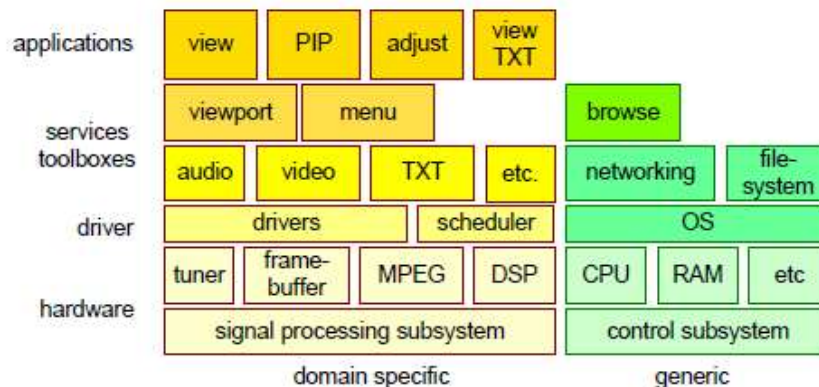 applications view PIP adjust view TXT
services toolboxes
viewport menu browse
audio video TXT etc. networking file-system
driver drivers scheduler OS
hardware
tuner frame-buffer MPEG DSP CPU RAM etc
signal processing subsystem control subsystem
domain specific generic